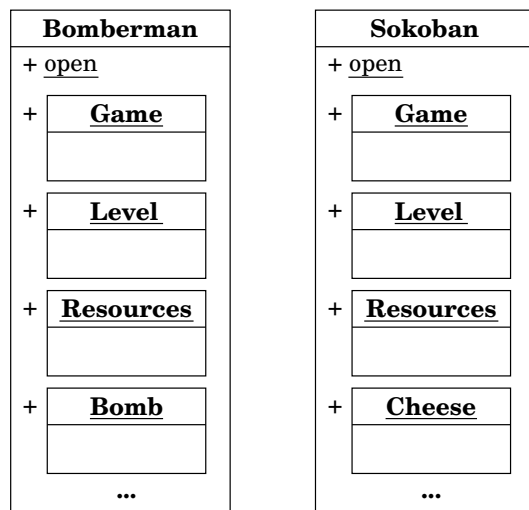 Bomberman
+ open
+ Game
+ Level
+ Resources
+ Bomb
...
Sokoban
+ open
+ Game
+ Level
+ Resources
+ Cheese
...